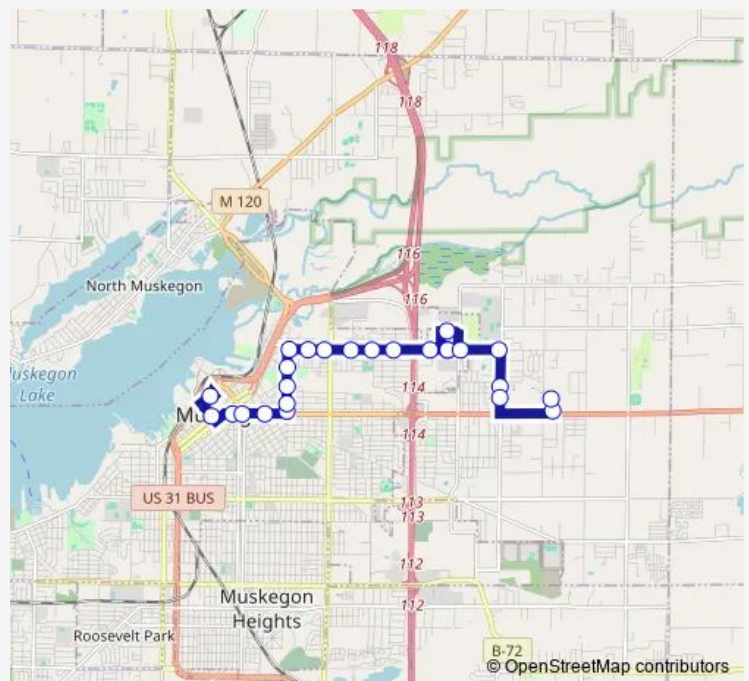 118
118
M 120
116
North Muskegon
116
Muskegon
Lake
114
Mu
114
US 31 BUS
113
113
112
Muskegon
Heights
112
Roosevelt Park
B-72
© OpenStreetMap contributors